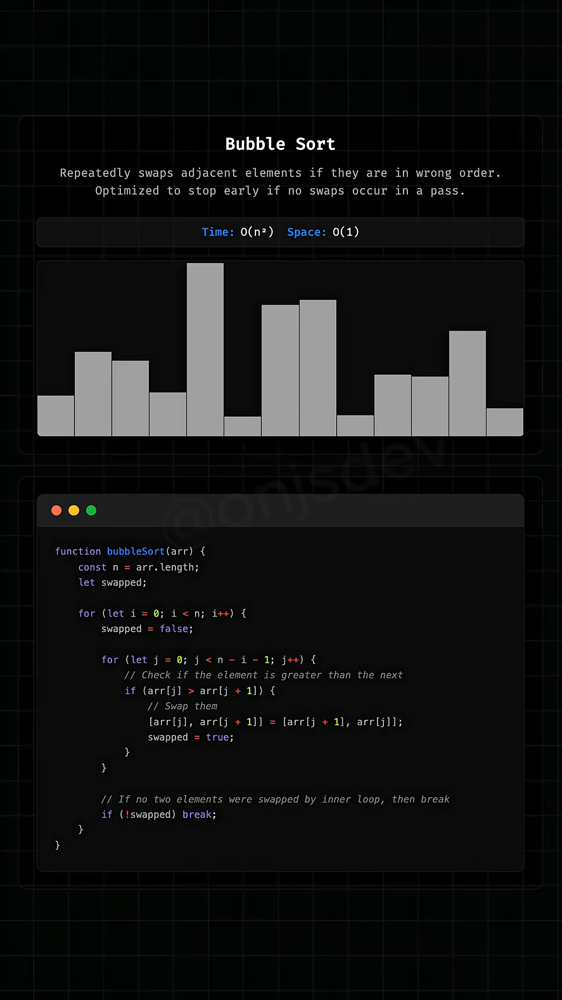 Bubble Sort
Repeatedly swaps adjacent elements if they are in wrong order.
Optimized to stop early if no swaps occur in a pass.
Time: O(n²) Space: O(1)
@onjsdev
function bubbleSort(arr) {
    const n = arr.length;
    let swapped;
    for (let i = 0; i < n; i++) {
        swapped = false;
        for (let j = 0; j < n - i - 1; j++) {
            // Check if the element is greater than the next
            if (arr[j] > arr[j + 1]) {
                // Swap them
                [arr[j], arr[j + 1]] = [arr[j + 1], arr[j]];
                swapped = true;
            }
        }
        // If no two elements were swapped by inner loop, then break
        if (!swapped) break;
    }
}